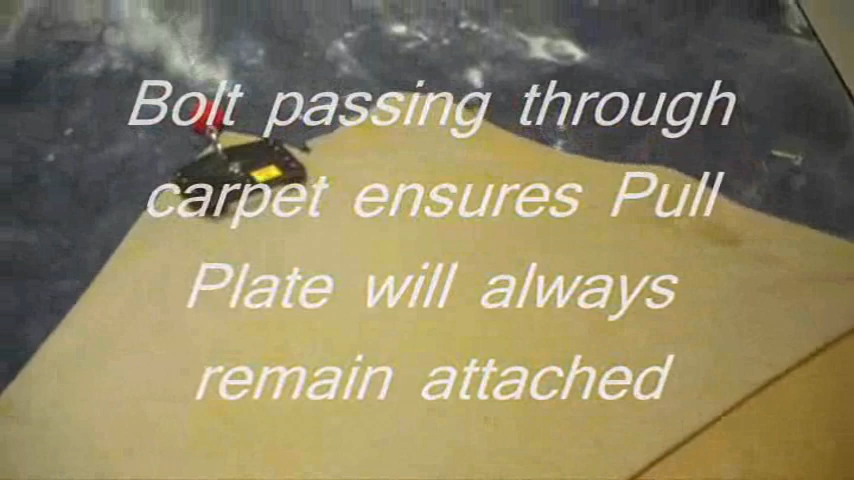 Bolt passing through
carpet ensures Pull
Plate will always
remain attached